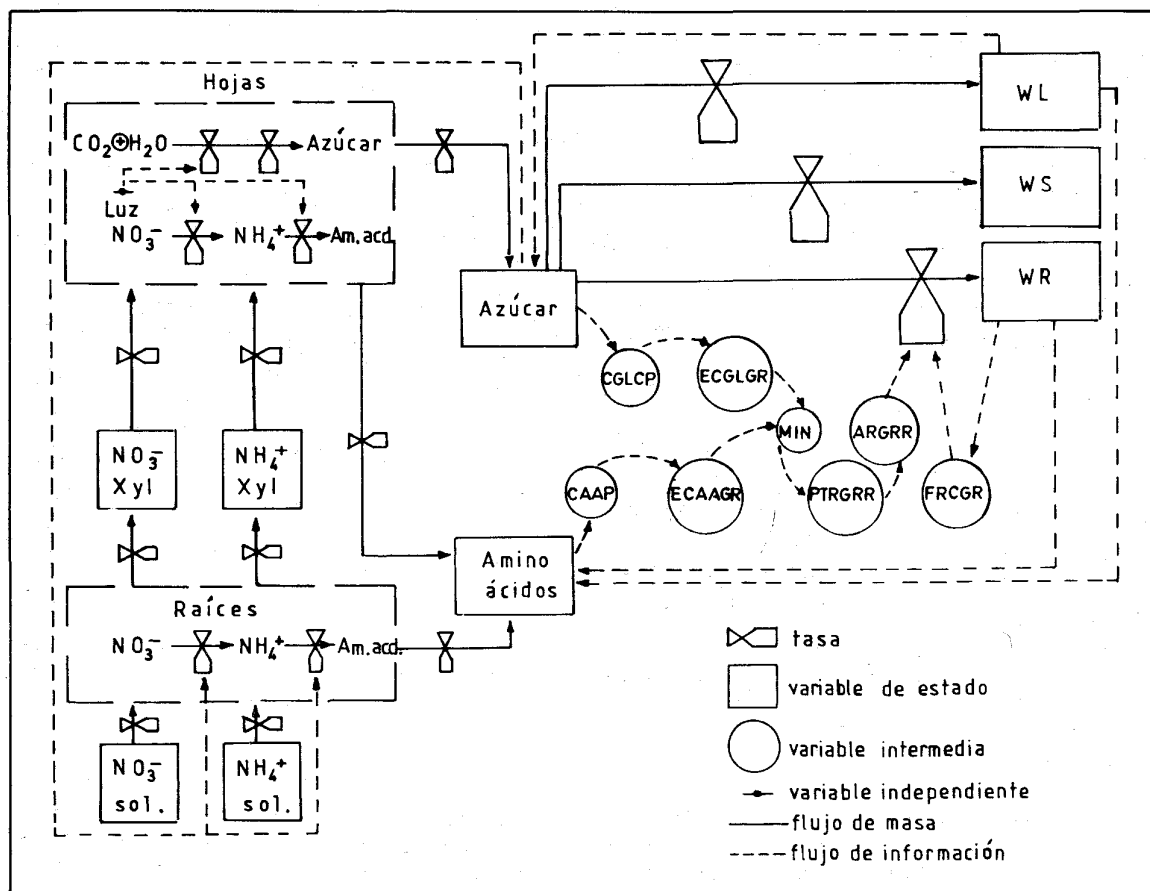 Hojas
CO₂⊕H₂O
Azúcar
Luz
NO₃⁻
NH₄⁺
Am. acd.
NO₃⁻
Xyl
NH₄⁺
Xyl
Raíces
NO₃⁻
NH₄⁺
Am. acd.
NO₃⁻
sol.
NH₄⁺
sol.
Azúcar
WL
WS
WR
CGLCP
ECGLGR
MIN
ARGRR
CAAP
ECAAGR
PTRGRR
FRCGR
Amino
ácidos
tasa
variable de estado
variable intermedia
variable independiente
flujo de masa
flujo de información